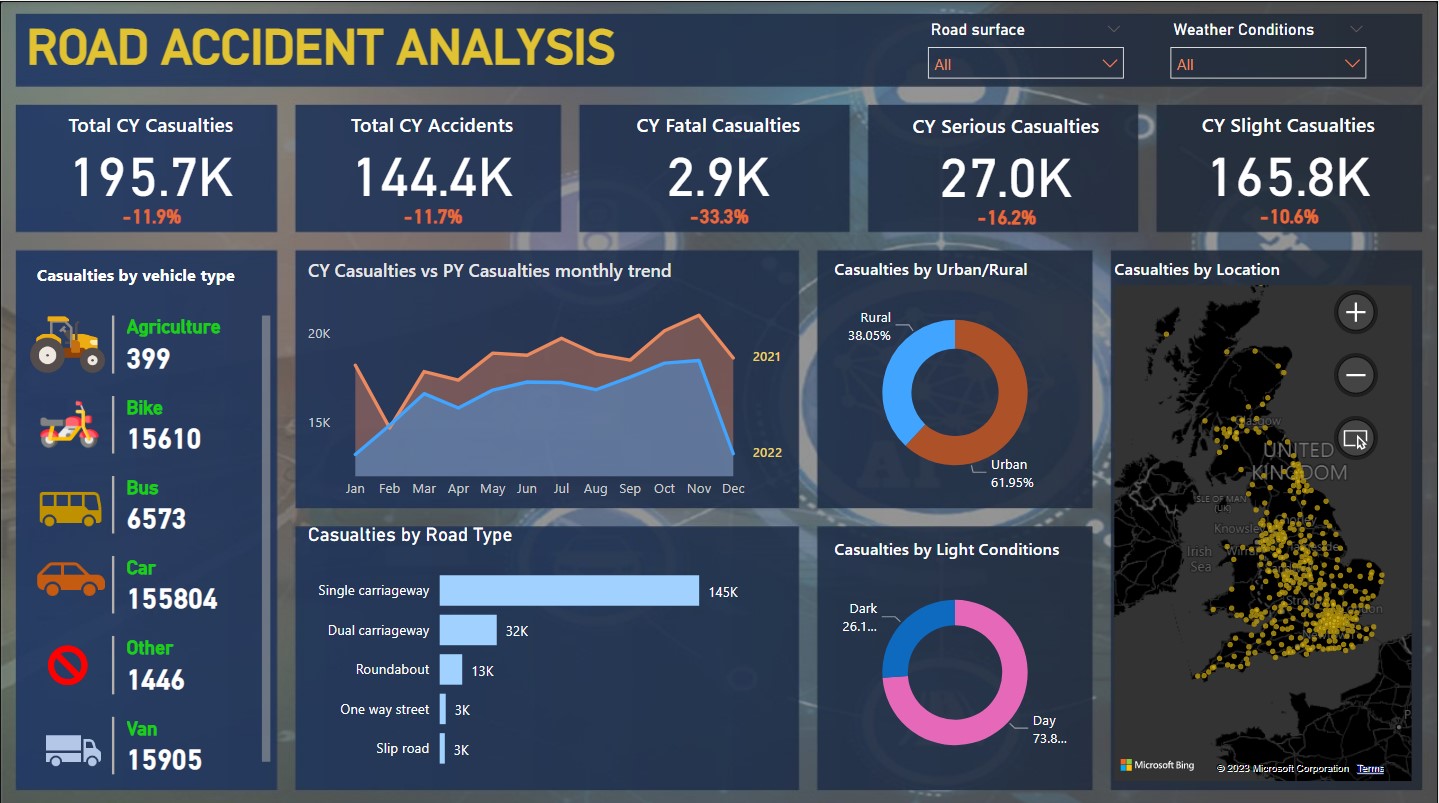 ROAD ACCIDENT ANALYSIS
Road surface
All
Weather Conditions
All
Total CY Casualties
195.7K
-11.9%
Total CY Accidents
144.4K
-11.7%
CY Fatal Casualties
2.9K
-33.3%
CY Serious Casualties
27.0K
-16.2%
CY Slight Casualties
165.8K
-10.6%
Casualties by vehicle type
Agriculture
399
Bike
15610
Bus
6573
Car
155804
Other
1446
Van
15905
CY Casualties vs PY Casualties monthly trend
20K
15K
2021
2022
Jan Feb Mar Apr May Jun Jul Aug Sep Oct Nov Dec
Casualties by Road Type
Single carriageway 145K
Dual carriageway 32K
Roundabout 13K
One way street 3K
Slip road 3K
Casualties by Urban/Rural
Rural
38.05%
Urban
61.95%
Casualties by Light Conditions
Dark
26.1...
Day
73.8...
Casualties by Location
Glasgow
UNITED
KINGDOM
ISLE OF MAN
(UK)
Irish
Sea
Microsoft Bing
© 2023 Microsoft Corporation Terms